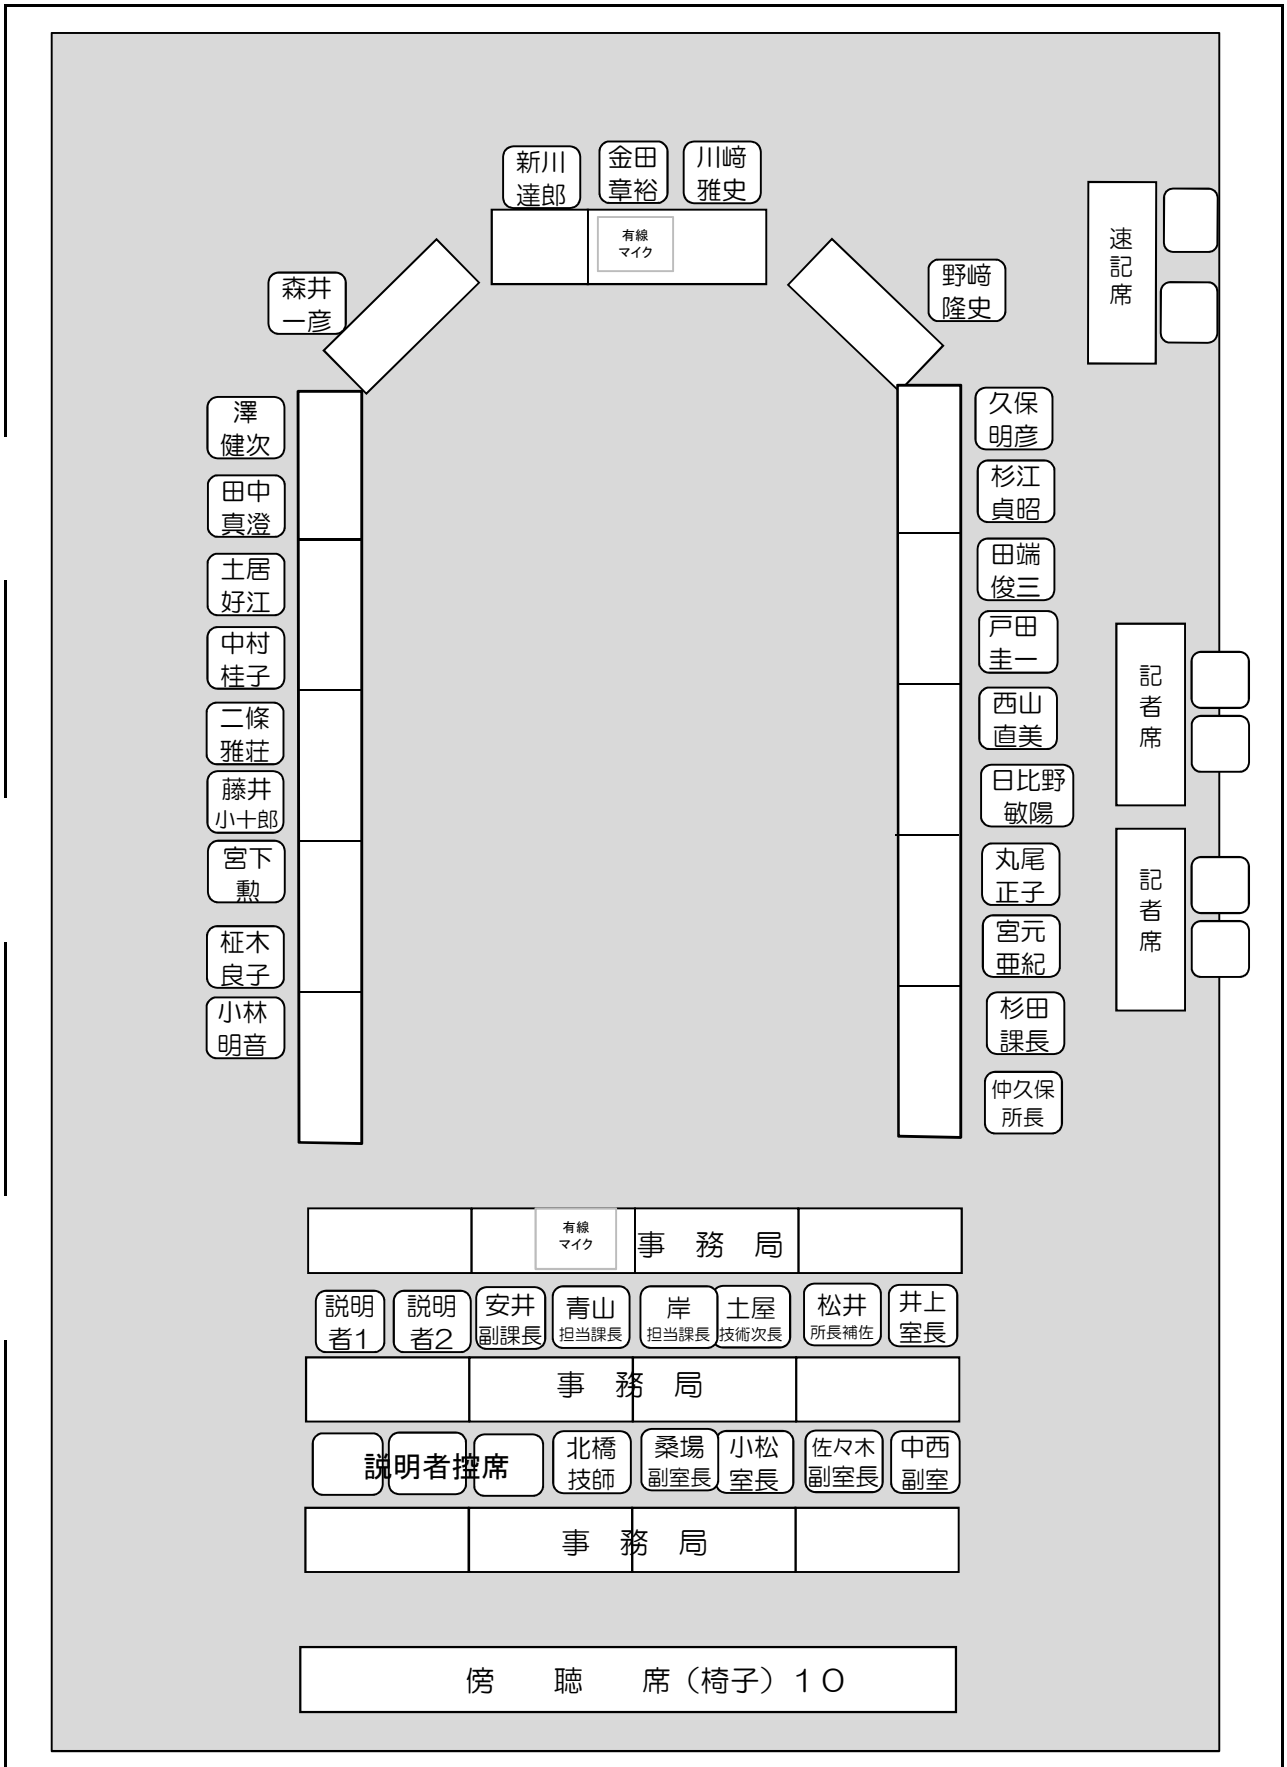 新川
達郎
金田
章裕
川﨑
雅史
有線
マイク
森井
一彦
野﨑
隆史
速記席
澤
健次
田中
真澄
土居
好江
中村
桂子
二條
雅荘
藤井
小十郎
宮下
勲
柾木
良子
小林
明音
久保
明彦
杉江
貞昭
田端
俊三
戸田
圭一
西山
直美
日比野
敏陽
丸尾
正子
宮元
亜紀
杉田
課長
仲久保
所長
記者席
記者席
有線
マイク
事 務 局
説明
者1
説明
者2
安井
副課長
青山
担当課長
岸
担当課長
土屋
技術次長
松井
所長補佐
井上
室長
事 務 局
説明者控席
北橋
技師
桑場
副室長
小松
室長
佐々木
副室長
中西
副室
事 務 局
傍 聴 席（椅子）１０